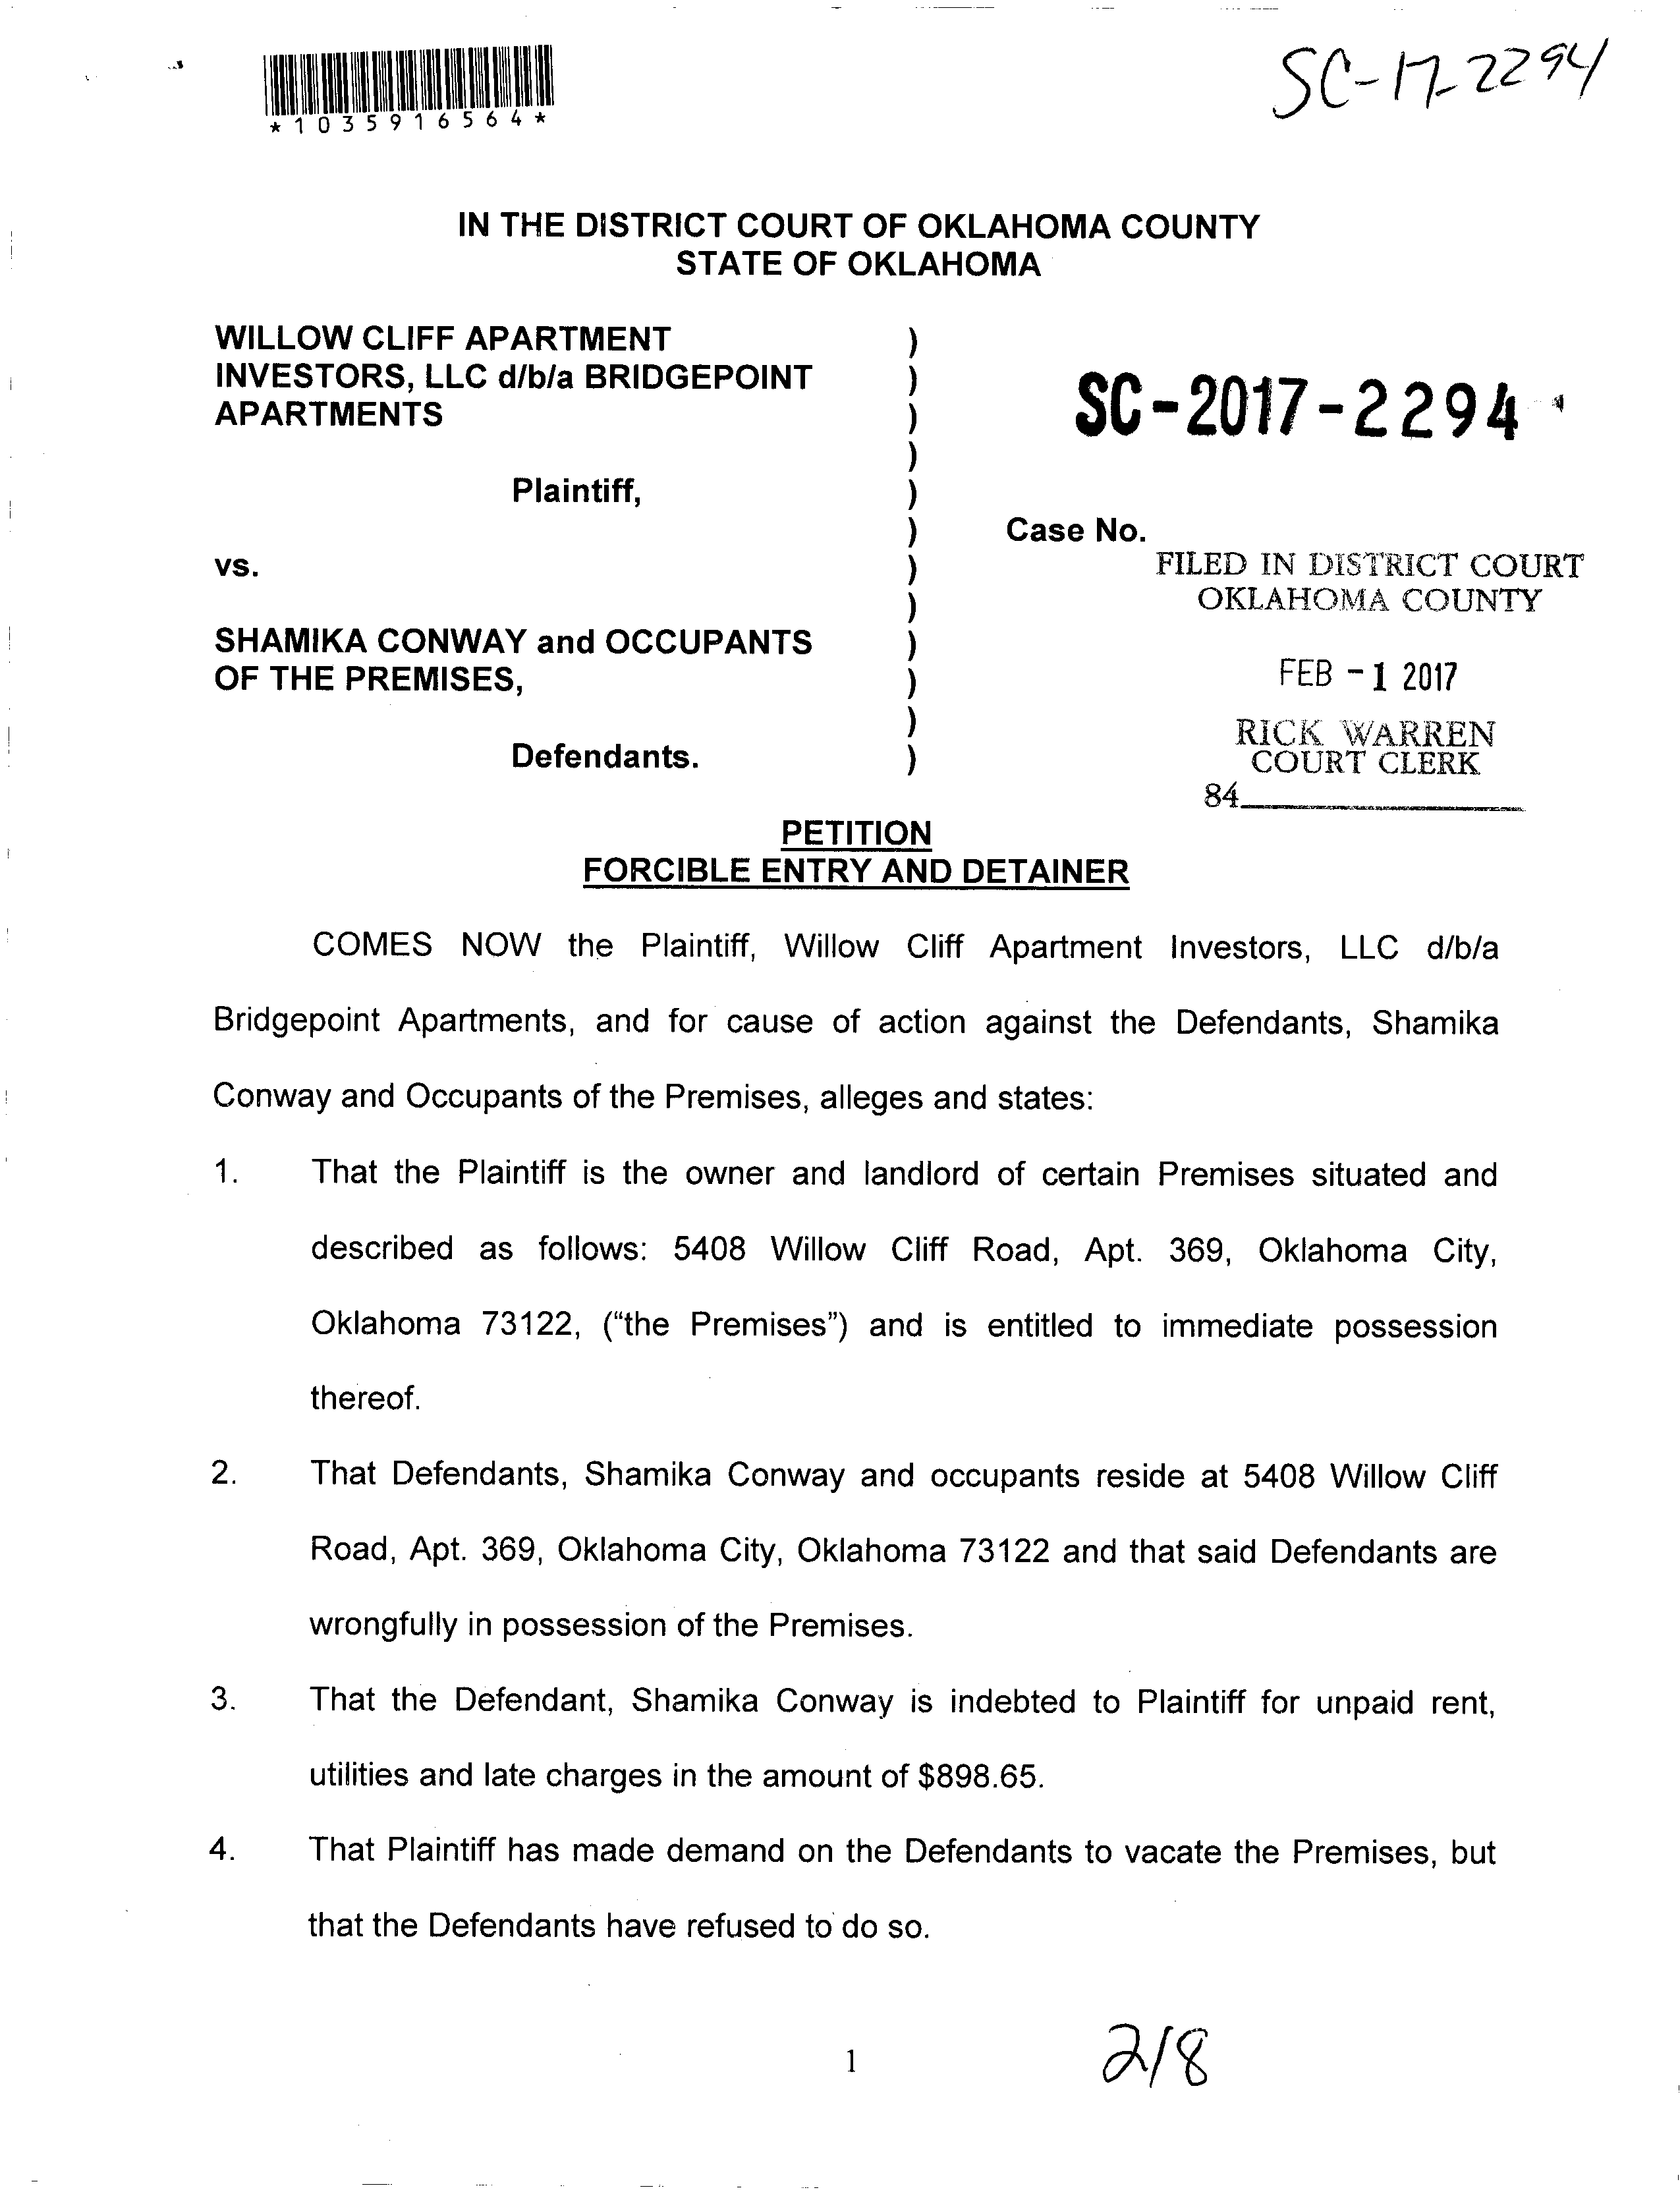 SC-17-2294
*1035916564*
IN THE DISTRICT COURT OF OKLAHOMA COUNTY
STATE OF OKLAHOMA
WILLOW CLIFF APARTMENT )
INVESTORS, LLC d/b/a BRIDGEPOINT )
APARTMENTS )
)
Plaintiff, )
)
vs. )
)
SHAMIKA CONWAY and OCCUPANTS )
OF THE PREMISES, )
)
Defendants. )
SC-2017-2294
Case No.
FILED IN DISTRICT COURT
OKLAHOMA COUNTY
FEB -1 2017
RICK WARREN
COURT CLERK
84
PETITION
FORCIBLE ENTRY AND DETAINER
COMES NOW the Plaintiff, Willow Cliff Apartment Investors, LLC d/b/a
Bridgepoint Apartments, and for cause of action against the Defendants, Shamika
Conway and Occupants of the Premises, alleges and states:
1. That the Plaintiff is the owner and landlord of certain Premises situated and
described as follows: 5408 Willow Cliff Road, Apt. 369, Oklahoma City,
Oklahoma 73122, (“the Premises”) and is entitled to immediate possession
thereof.
2. That Defendants, Shamika Conway and occupants reside at 5408 Willow Cliff
Road, Apt. 369, Oklahoma City, Oklahoma 73122 and that said Defendants are
wrongfully in possession of the Premises.
3. That the Defendant, Shamika Conway is indebted to Plaintiff for unpaid rent,
utilities and late charges in the amount of $898.65.
4. That Plaintiff has made demand on the Defendants to vacate the Premises, but
that the Defendants have refused to do so.
1
2/8